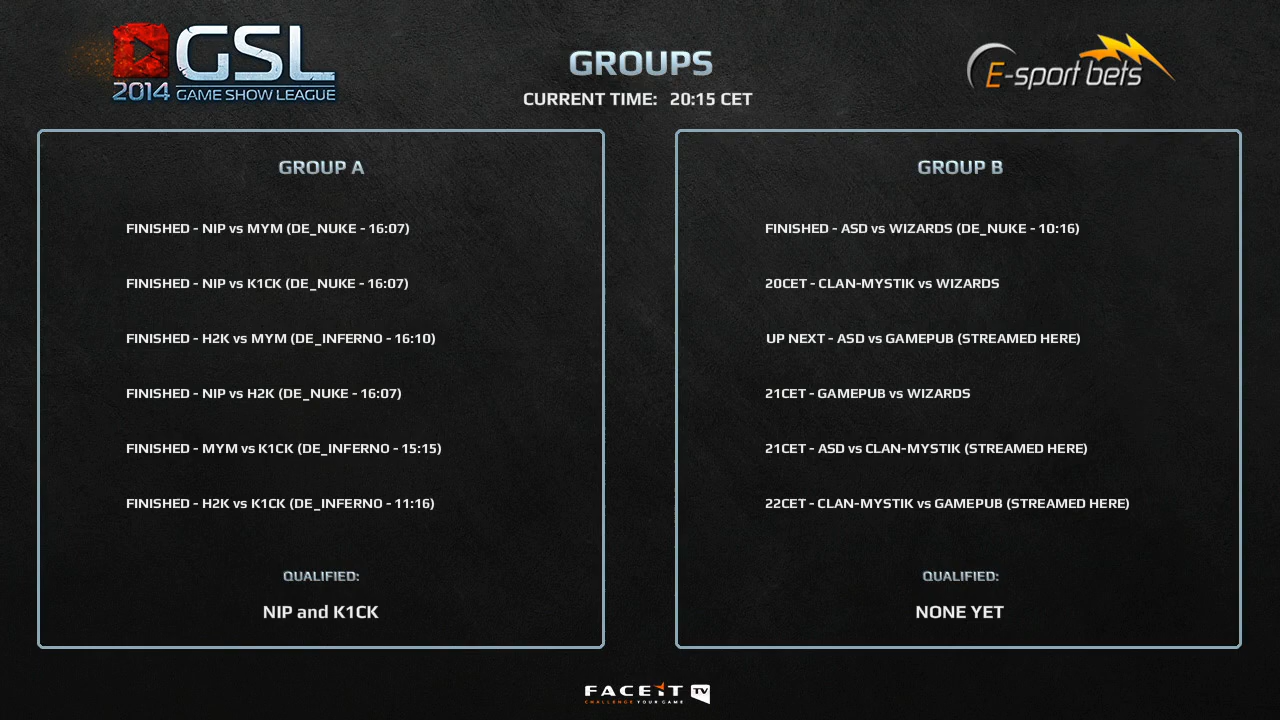 GSL
2014 GAME SHOW LEAGUE
GROUPS
CURRENT TIME: 20:15 CET
E-sport bets
GROUP A
FINISHED - NIP vs MYM (DE_NUKE - 16:07)
FINISHED - NIP vs K1CK (DE_NUKE - 16:07)
FINISHED - H2K vs MYM (DE_INFERNO - 16:10)
FINISHED - NIP vs H2K (DE_NUKE - 16:07)
FINISHED - MYM vs K1CK (DE_INFERNO - 15:15)
FINISHED - H2K vs K1CK (DE_INFERNO - 11:16)
QUALIFIED:
NIP and K1CK
GROUP B
FINISHED - ASD vs WIZARDS (DE_NUKE - 10:16)
20CET - CLAN-MYSTIK vs WIZARDS
UP NEXT - ASD vs GAMEPUB (STREAMED HERE)
21CET - GAMEPUB vs WIZARDS
21CET - ASD vs CLAN-MYSTIK (STREAMED HERE)
22CET - CLAN-MYSTIK vs GAMEPUB (STREAMED HERE)
QUALIFIED:
NONE YET
FACEIT TV
CHALLENGE YOUR GAME